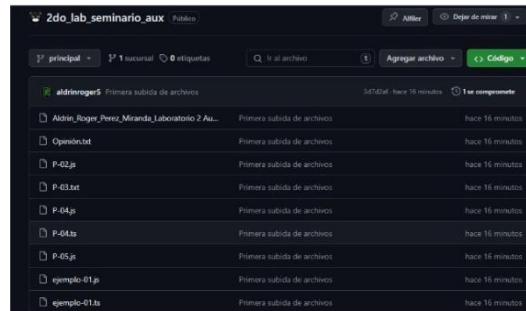 2do_lab_seminario_aux Público Alfiler Dejar de mirar 1
principal 1 sucursal 0 etiquetas Ir al archivo t Agregar archivo <> Código
aldrinroger5 Primera subida de archivos 3d7d2af · hace 16 minutos 1 se compromete
Aldrin_Roger_Perez_Miranda_Laboratorio 2 Au... Primera subida de archivos hace 16 minutos
Opinión.txt Primera subida de archivos hace 16 minutos
P-02.js Primera subida de archivos hace 16 minutos
P-03.txt Primera subida de archivos hace 16 minutos
P-04.js Primera subida de archivos hace 16 minutos
P-04.ts Primera subida de archivos hace 16 minutos
P-05.js Primera subida de archivos hace 16 minutos
ejemplo-01.js Primera subida de archivos hace 16 minutos
ejemplo-01.ts Primera subida de archivos hace 16 minutos